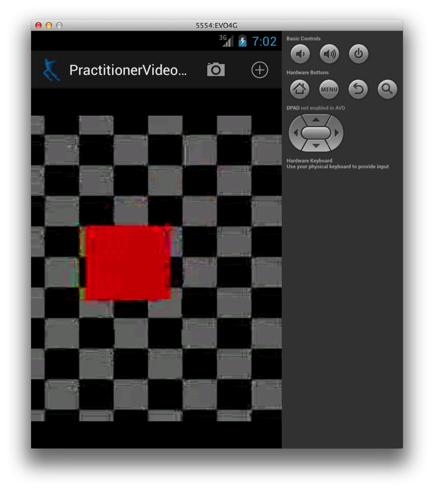 5554:EVO4G
3G
7:02
PractitionerVideo...
Basic Controls
Hardware Buttons
MENU
DPAD not enabled in AVD
Hardware Keyboard
Use your physical keyboard to provide input